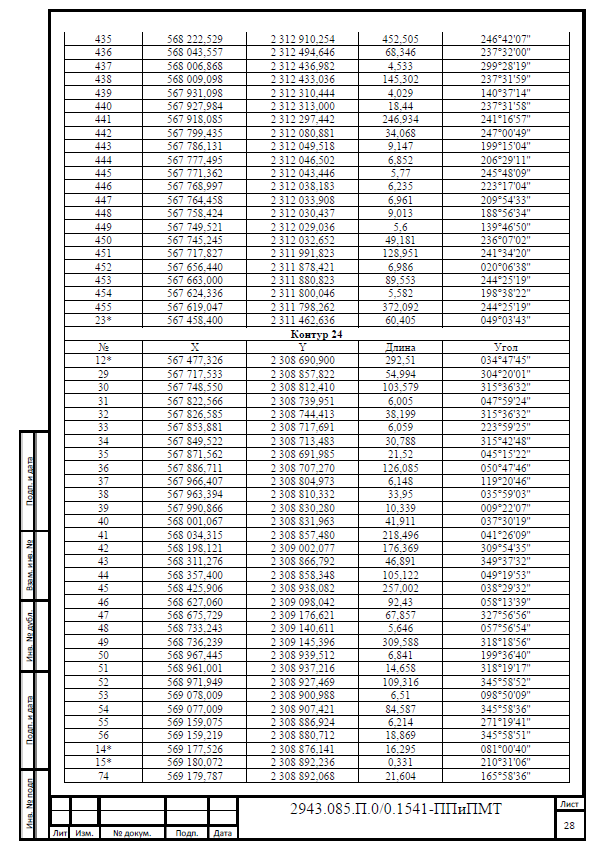 435 568 222,529 2 312 910,254 452,505 246°42'07"
436 568 043,557 2 312 494,646 68,346 237°32'00"
437 568 006,868 2 312 436,982 4,533 299°28'19"
438 568 009,098 2 312 433,036 145,302 237°31'59"
439 567 931,098 2 312 310,444 4,029 140°37'14"
440 567 927,984 2 312 313,000 18,44 237°31'58"
441 567 918,085 2 312 297,442 246,934 241°16'57"
442 567 799,435 2 312 080,881 34,068 247°00'49"
443 567 786,131 2 312 049,518 9,147 199°15'04"
444 567 777,495 2 312 046,502 6,852 206°29'11"
445 567 771,362 2 312 043,446 5,77 245°48'09"
446 567 768,997 2 312 038,183 6,235 223°17'04"
447 567 764,458 2 312 033,908 6,961 209°54'33"
448 567 758,424 2 312 030,437 9,013 188°56'34"
449 567 749,521 2 312 029,036 5,6 139°46'50"
450 567 745,245 2 312 032,652 49,181 236°07'02"
451 567 717,827 2 311 991,823 128,951 241°34'20"
452 567 656,440 2 311 878,421 6,986 020°06'38"
453 567 663,000 2 311 880,823 89,553 244°25'19"
454 567 624,336 2 311 800,046 5,582 198°38'22"
455 567 619,047 2 311 798,262 372,092 244°25'19"
23* 567 458,400 2 311 462,636 60,405 049°03'43"
Контур 24
№ X Y Длина Угол
12* 567 477,326 2 308 690,900 292,51 034°47'45"
29 567 717,533 2 308 857,822 54,994 304°20'01"
30 567 748,550 2 308 812,410 103,579 315°36'32"
31 567 822,566 2 308 739,951 6,005 047°59'24"
32 567 826,585 2 308 744,413 38,199 315°36'32"
33 567 853,881 2 308 717,691 6,059 223°59'25"
34 567 849,522 2 308 713,483 30,788 315°42'48"
35 567 871,562 2 308 691,985 21,52 045°15'22"
36 567 886,711 2 308 707,270 126,085 050°47'46"
37 567 966,407 2 308 804,973 6,148 119°20'46"
38 567 963,394 2 308 810,332 33,95 035°59'03"
39 567 990,866 2 308 830,280 10,339 009°22'07"
40 568 001,067 2 308 831,963 41,911 037°30'19"
41 568 034,315 2 308 857,480 218,496 041°26'09"
42 568 198,121 2 309 002,077 176,369 309°54'35"
43 568 311,276 2 308 866,792 46,891 349°37'32"
44 568 357,400 2 308 858,348 105,122 049°19'53"
45 568 425,906 2 308 938,082 257,002 038°29'32"
46 568 627,060 2 309 098,042 92,43 058°13'39"
47 568 675,729 2 309 176,621 67,857 327°56'56"
48 568 733,243 2 309 140,611 5,646 057°56'54"
49 568 736,239 2 309 145,396 309,588 318°18'56"
50 568 967,445 2 308 939,512 6,841 199°36'40"
51 568 961,001 2 308 937,216 14,658 318°19'17"
52 568 971,949 2 308 927,469 109,316 345°58'52"
53 569 078,009 2 308 900,988 6,51 098°50'09"
54 569 077,009 2 308 907,421 84,587 345°58'36"
55 569 159,075 2 308 886,924 6,214 271°19'41"
56 569 159,219 2 308 880,712 18,869 345°58'51"
14* 569 177,526 2 308 876,141 16,295 081°00'40"
15* 569 180,072 2 308 892,236 0,331 210°31'06"
74 569 179,787 2 308 892,068 21,604 165°58'36"
Подп. и дата
Взам. инв. №
Инв. № дубл.
Подп. и дата
Инв. № подп
2943.085.П.0/0.1541-ППиПМТ
Лист
28
Лит Изм. № докум. Подп. Дата